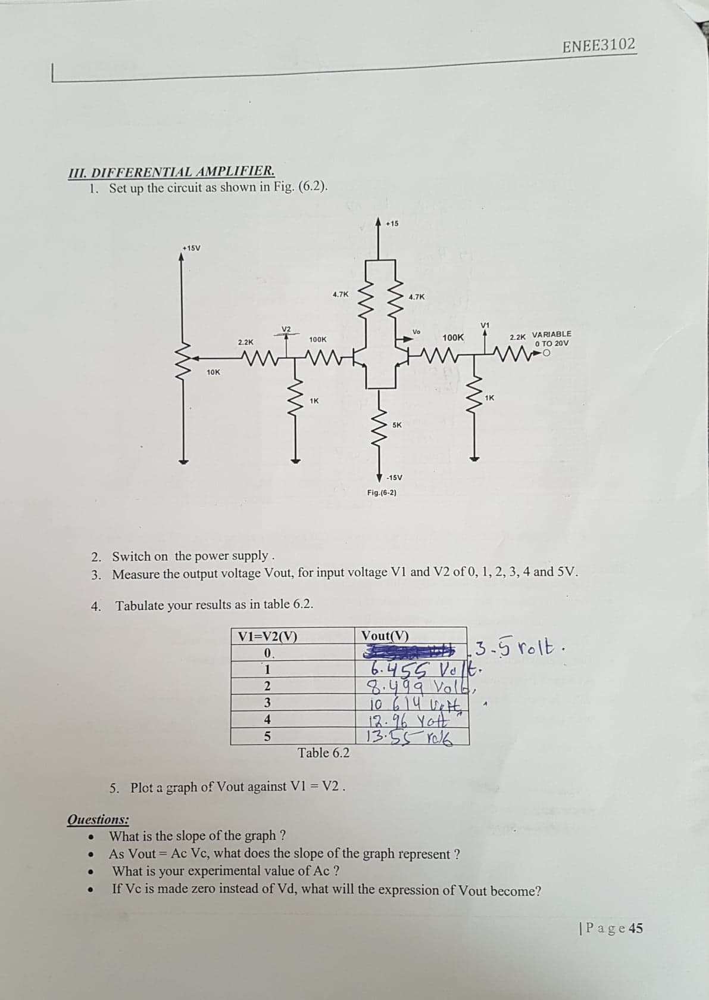 ENEE3102
III. DIFFERENTIAL AMPLIFIER.
1. Set up the circuit as shown in Fig. (6.2).
+15
+15V
4.7K
4.7K
V2
Vo
V1
2.2K
100K
100K
2.2K VARIABLE
0 TO 20V
10K
1K
1K
5K
-15V
Fig.(6-2)
2. Switch on the power supply .
3. Measure the output voltage Vout, for input voltage V1 and V2 of 0, 1, 2, 3, 4 and 5V.
4. Tabulate your results as in table 6.2.
V1=V2(V) Vout(V)
0. 3.5 volt.
1 6.455 Volt.
2 8.499 Volt,
3 10 614 Volt
4 12.96 Volt
5 13.55 volt
Table 6.2
5. Plot a graph of Vout against V1 = V2 .
Questions:
• What is the slope of the graph ?
• As Vout = Ac Vc, what does the slope of the graph represent ?
• What is your experimental value of Ac ?
• If Vc is made zero instead of Vd, what will the expression of Vout become?
| P a g e 45